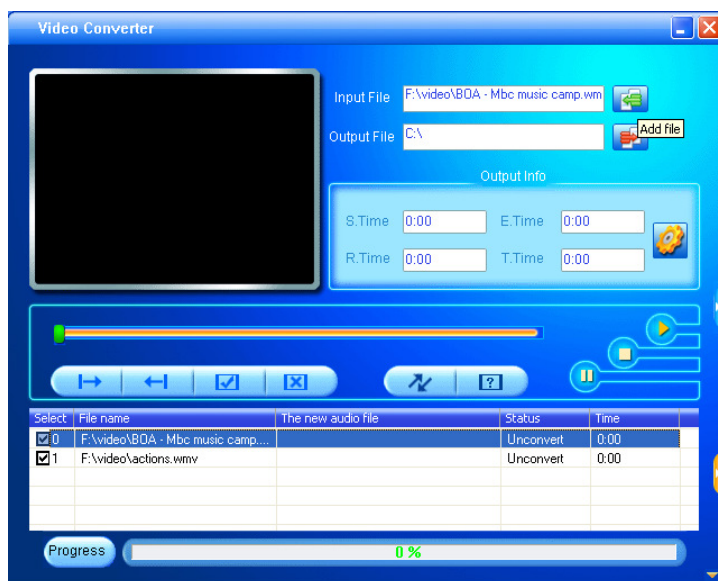 Video Converter
Input File F:\video\BOA - Mbc music camp.wm
Add file
Output File C:\
Output Info
S.Time 0:00 E.Time 0:00
R.Time 0:00 T.Time 0:00
Select File name The new audio file Status Time
0 F:\video\BOA - Mbc music camp.... Unconvert 0:00
1 F:\video\actions.wmv Unconvert 0:00
Progress 0 %